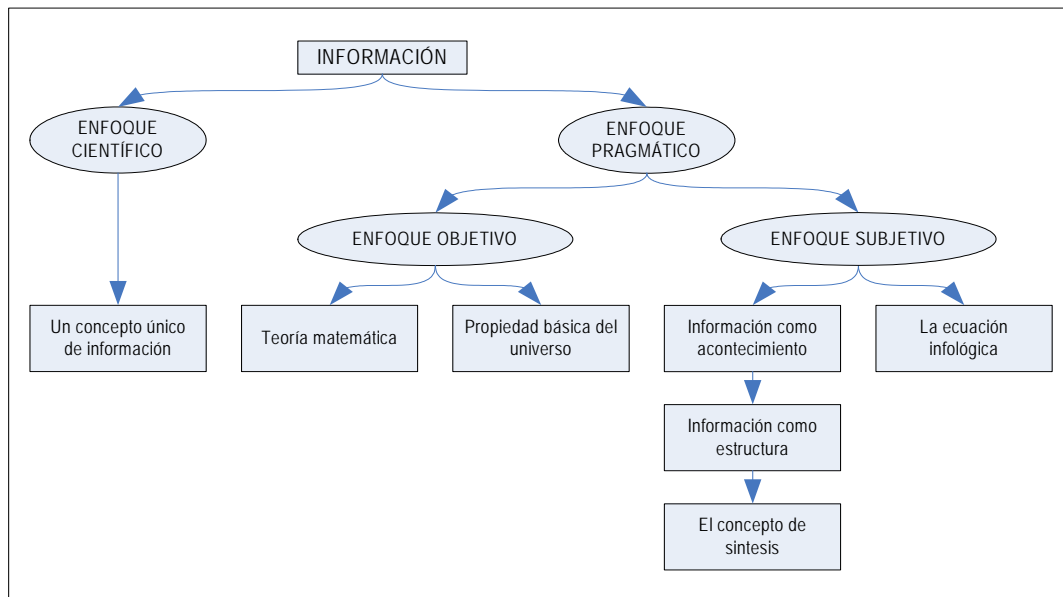 INFORMACIÓN
ENFOQUE
CIENTÍFICO
ENFOQUE
PRAGMÁTICO
ENFOQUE OBJETIVO
ENFOQUE SUBJETIVO
Un concepto único
de información
Teoría matemática
Propiedad básica del
universo
Información como
acontecimiento
La ecuación
infológica
Información como
estructura
El concepto de
sintesis